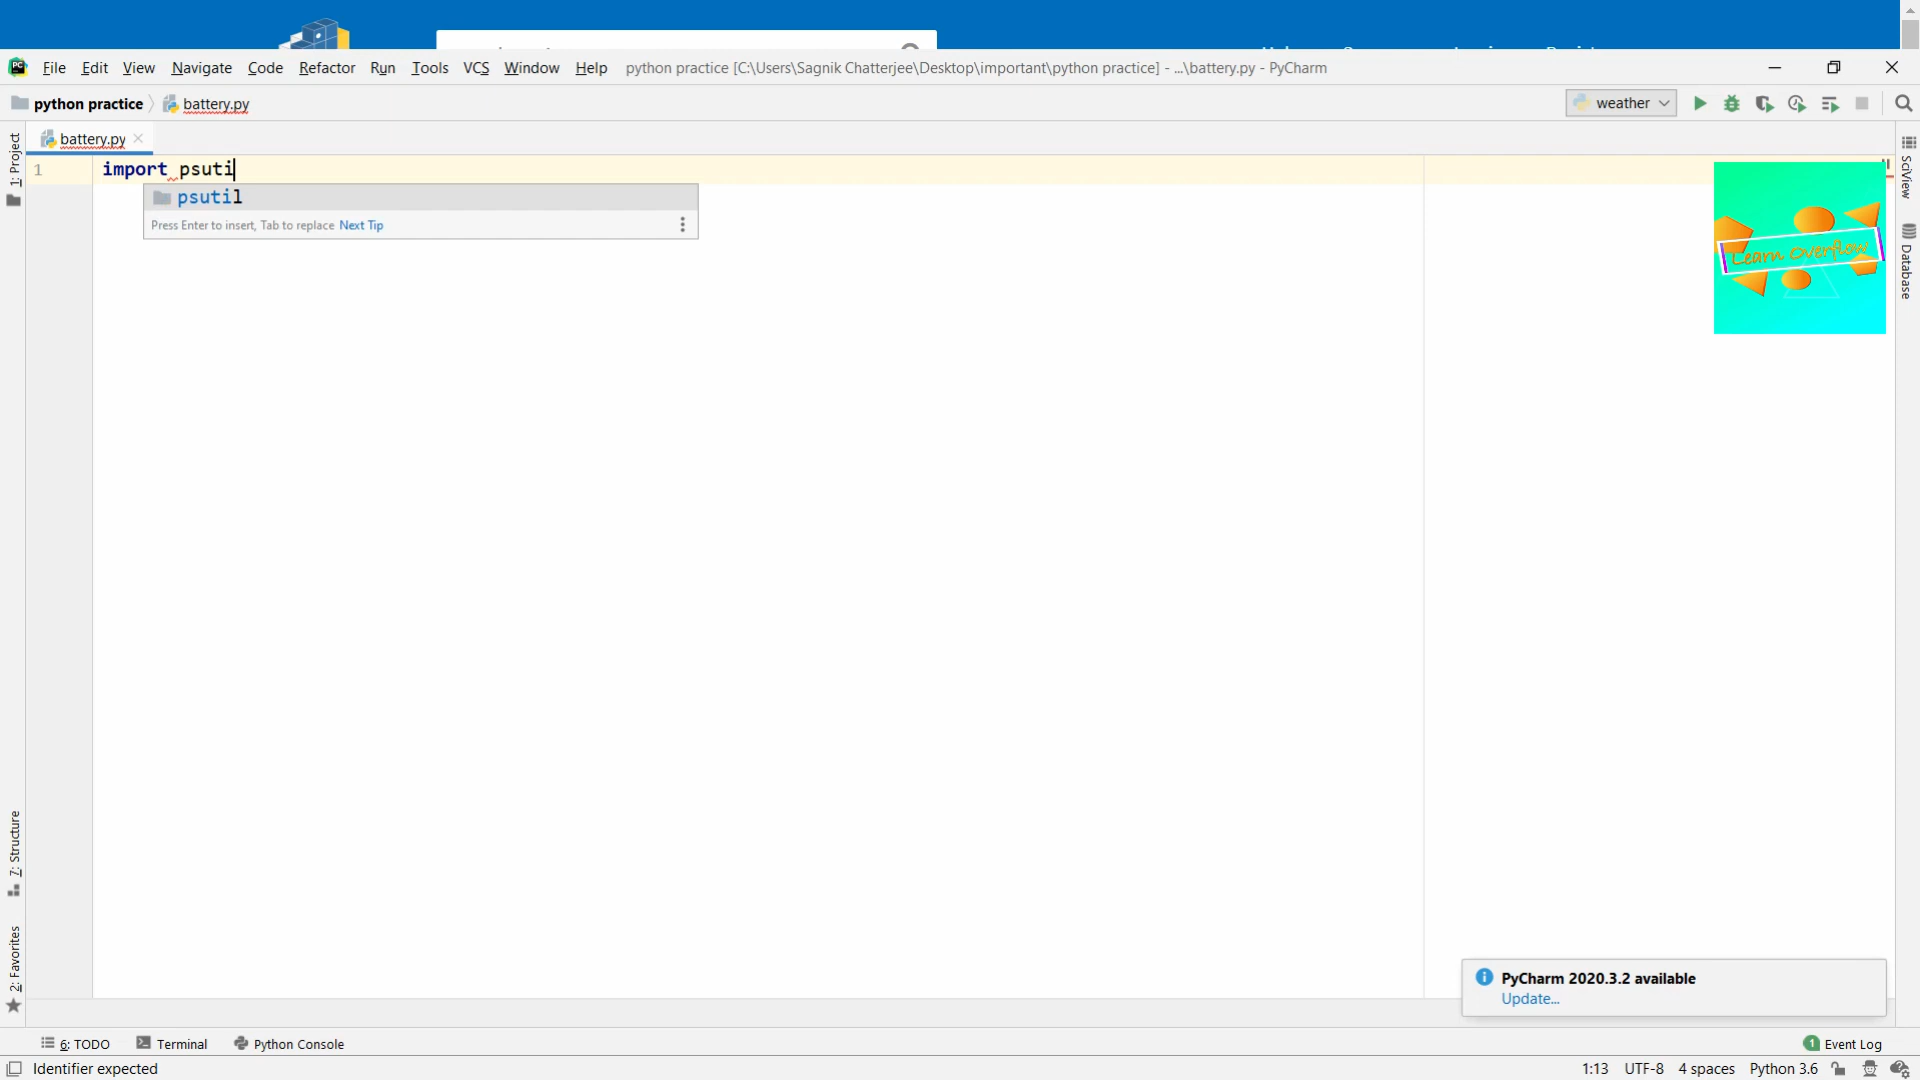 File Edit View Navigate Code Refactor Run Tools VCS Window Help python practice [C:\Users\Sagnik Chatterjee\Desktop\important\python practice] - ...\battery.py - PyCharm
python practice battery.py weather
battery.py
1 import psuti
psutil
Press Enter to insert, Tab to replace Next Tip
1: Project
7: Structure
2: Favorites
SciView
Database
Learn Overflow
PyCharm 2020.3.2 available
Update...
6: TODO Terminal Python Console 1 Event Log
Identifier expected 1:13 UTF-8 4 spaces Python 3.6